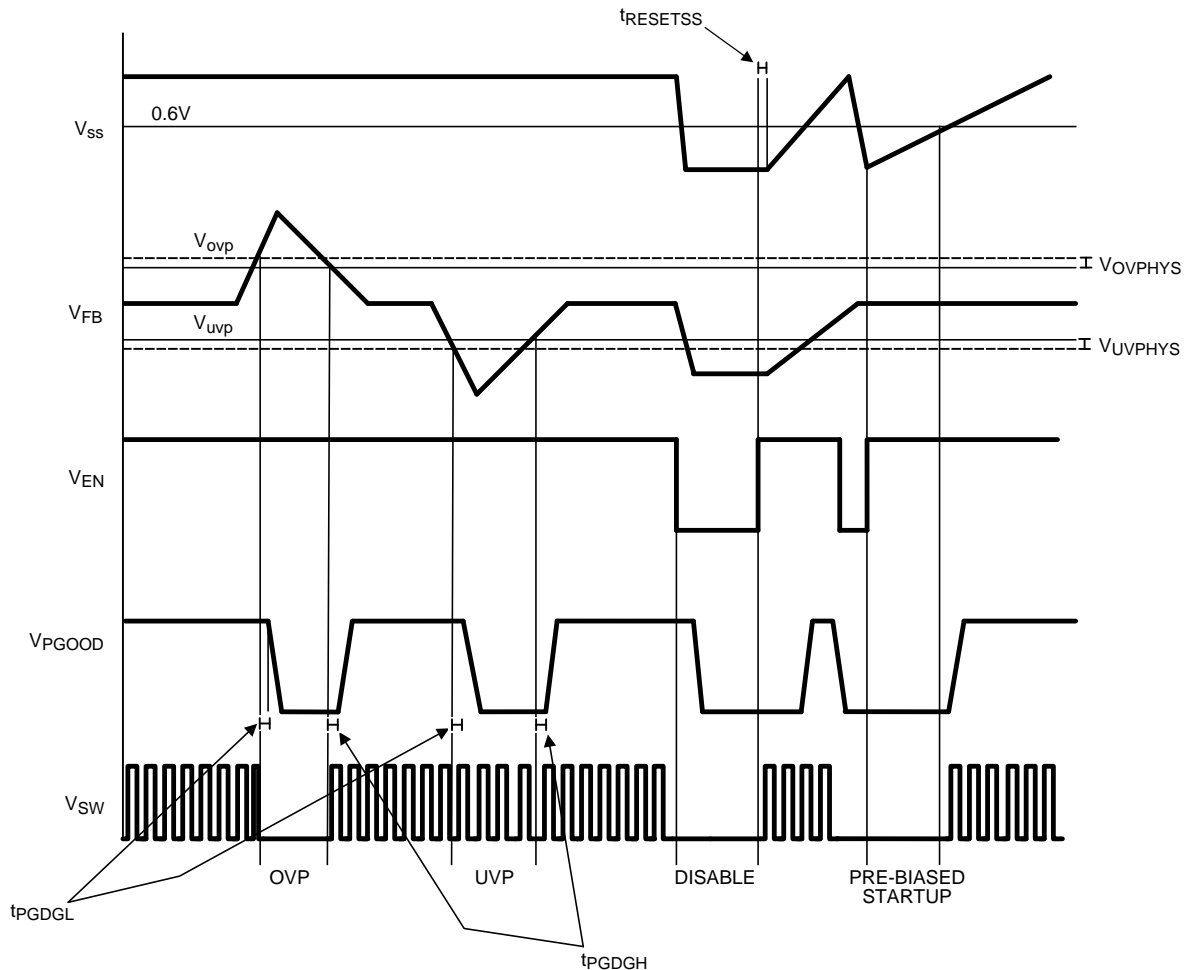 tRESETSS
0.6V
VSS
Vovp
VOVPHYS
VFB
Vuvp
VUVPHYS
VEN
VPGOOD
VSW
OVP
UVP
DISABLE
PRE-BIASED
STARTUP
tPGDGL
tPGDGH